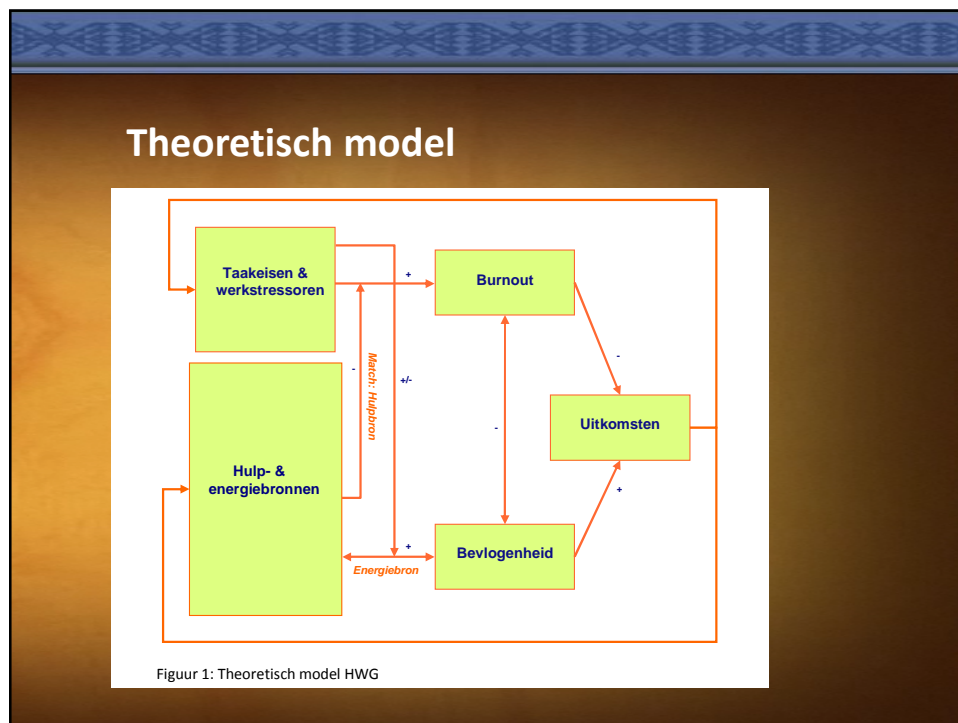 Theoretisch model
Taakeisen &
werkstressoren
+
Burnout
-
Match: Hulpbron
+/-
-
-
Uitkomsten
Hulp- &
energiebronnen
+
+
Bevlogenheid
Energiebron
Figuur 1: Theoretisch model HWG